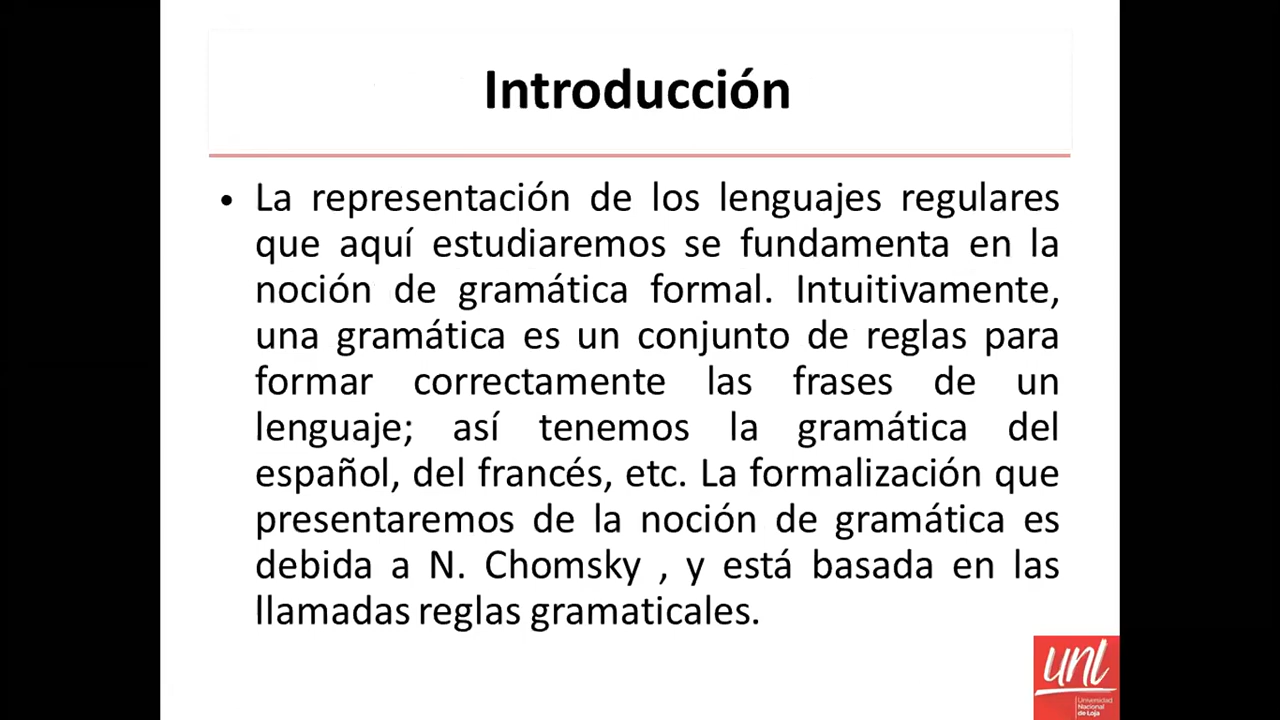 Introducción
• La representación de los lenguajes regulares
que aquí estudiaremos se fundamenta en la
noción de gramática formal. Intuitivamente,
una gramática es un conjunto de reglas para
formar correctamente las frases de un
lenguaje; así tenemos la gramática del
español, del francés, etc. La formalización que
presentaremos de la noción de gramática es
debida a N. Chomsky , y está basada en las
llamadas reglas gramaticales.
unl
Universidad
Nacional
de Loja